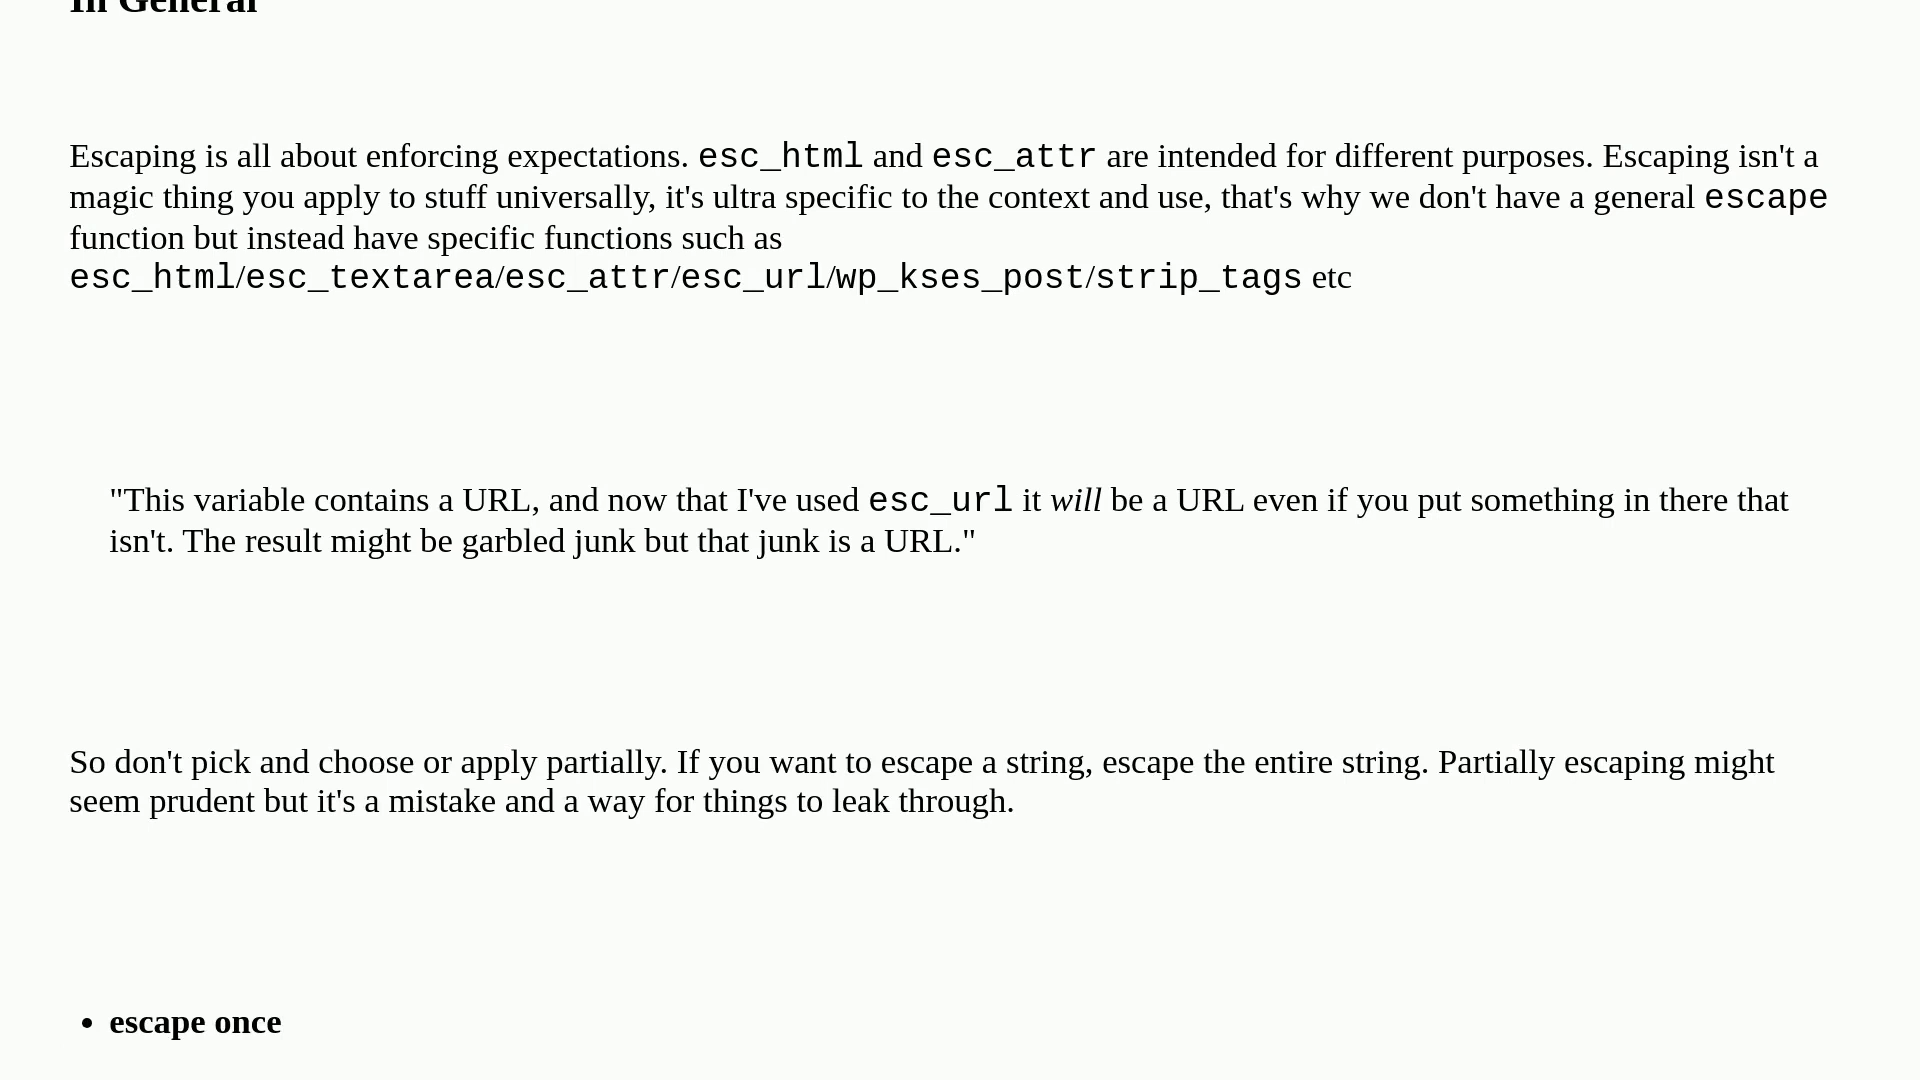 In General
Escaping is all about enforcing expectations. esc_html and esc_attr are intended for different purposes. Escaping isn't a
magic thing you apply to stuff universally, it's ultra specific to the context and use, that's why we don't have a general escape
function but instead have specific functions such as
esc_html/esc_textarea/esc_attr/esc_url/wp_kses_post/strip_tags etc
"This variable contains a URL, and now that I've used esc_url it will be a URL even if you put something in there that
isn't. The result might be garbled junk but that junk is a URL."
So don't pick and choose or apply partially. If you want to escape a string, escape the entire string. Partially escaping might
seem prudent but it's a mistake and a way for things to leak through.
• escape once